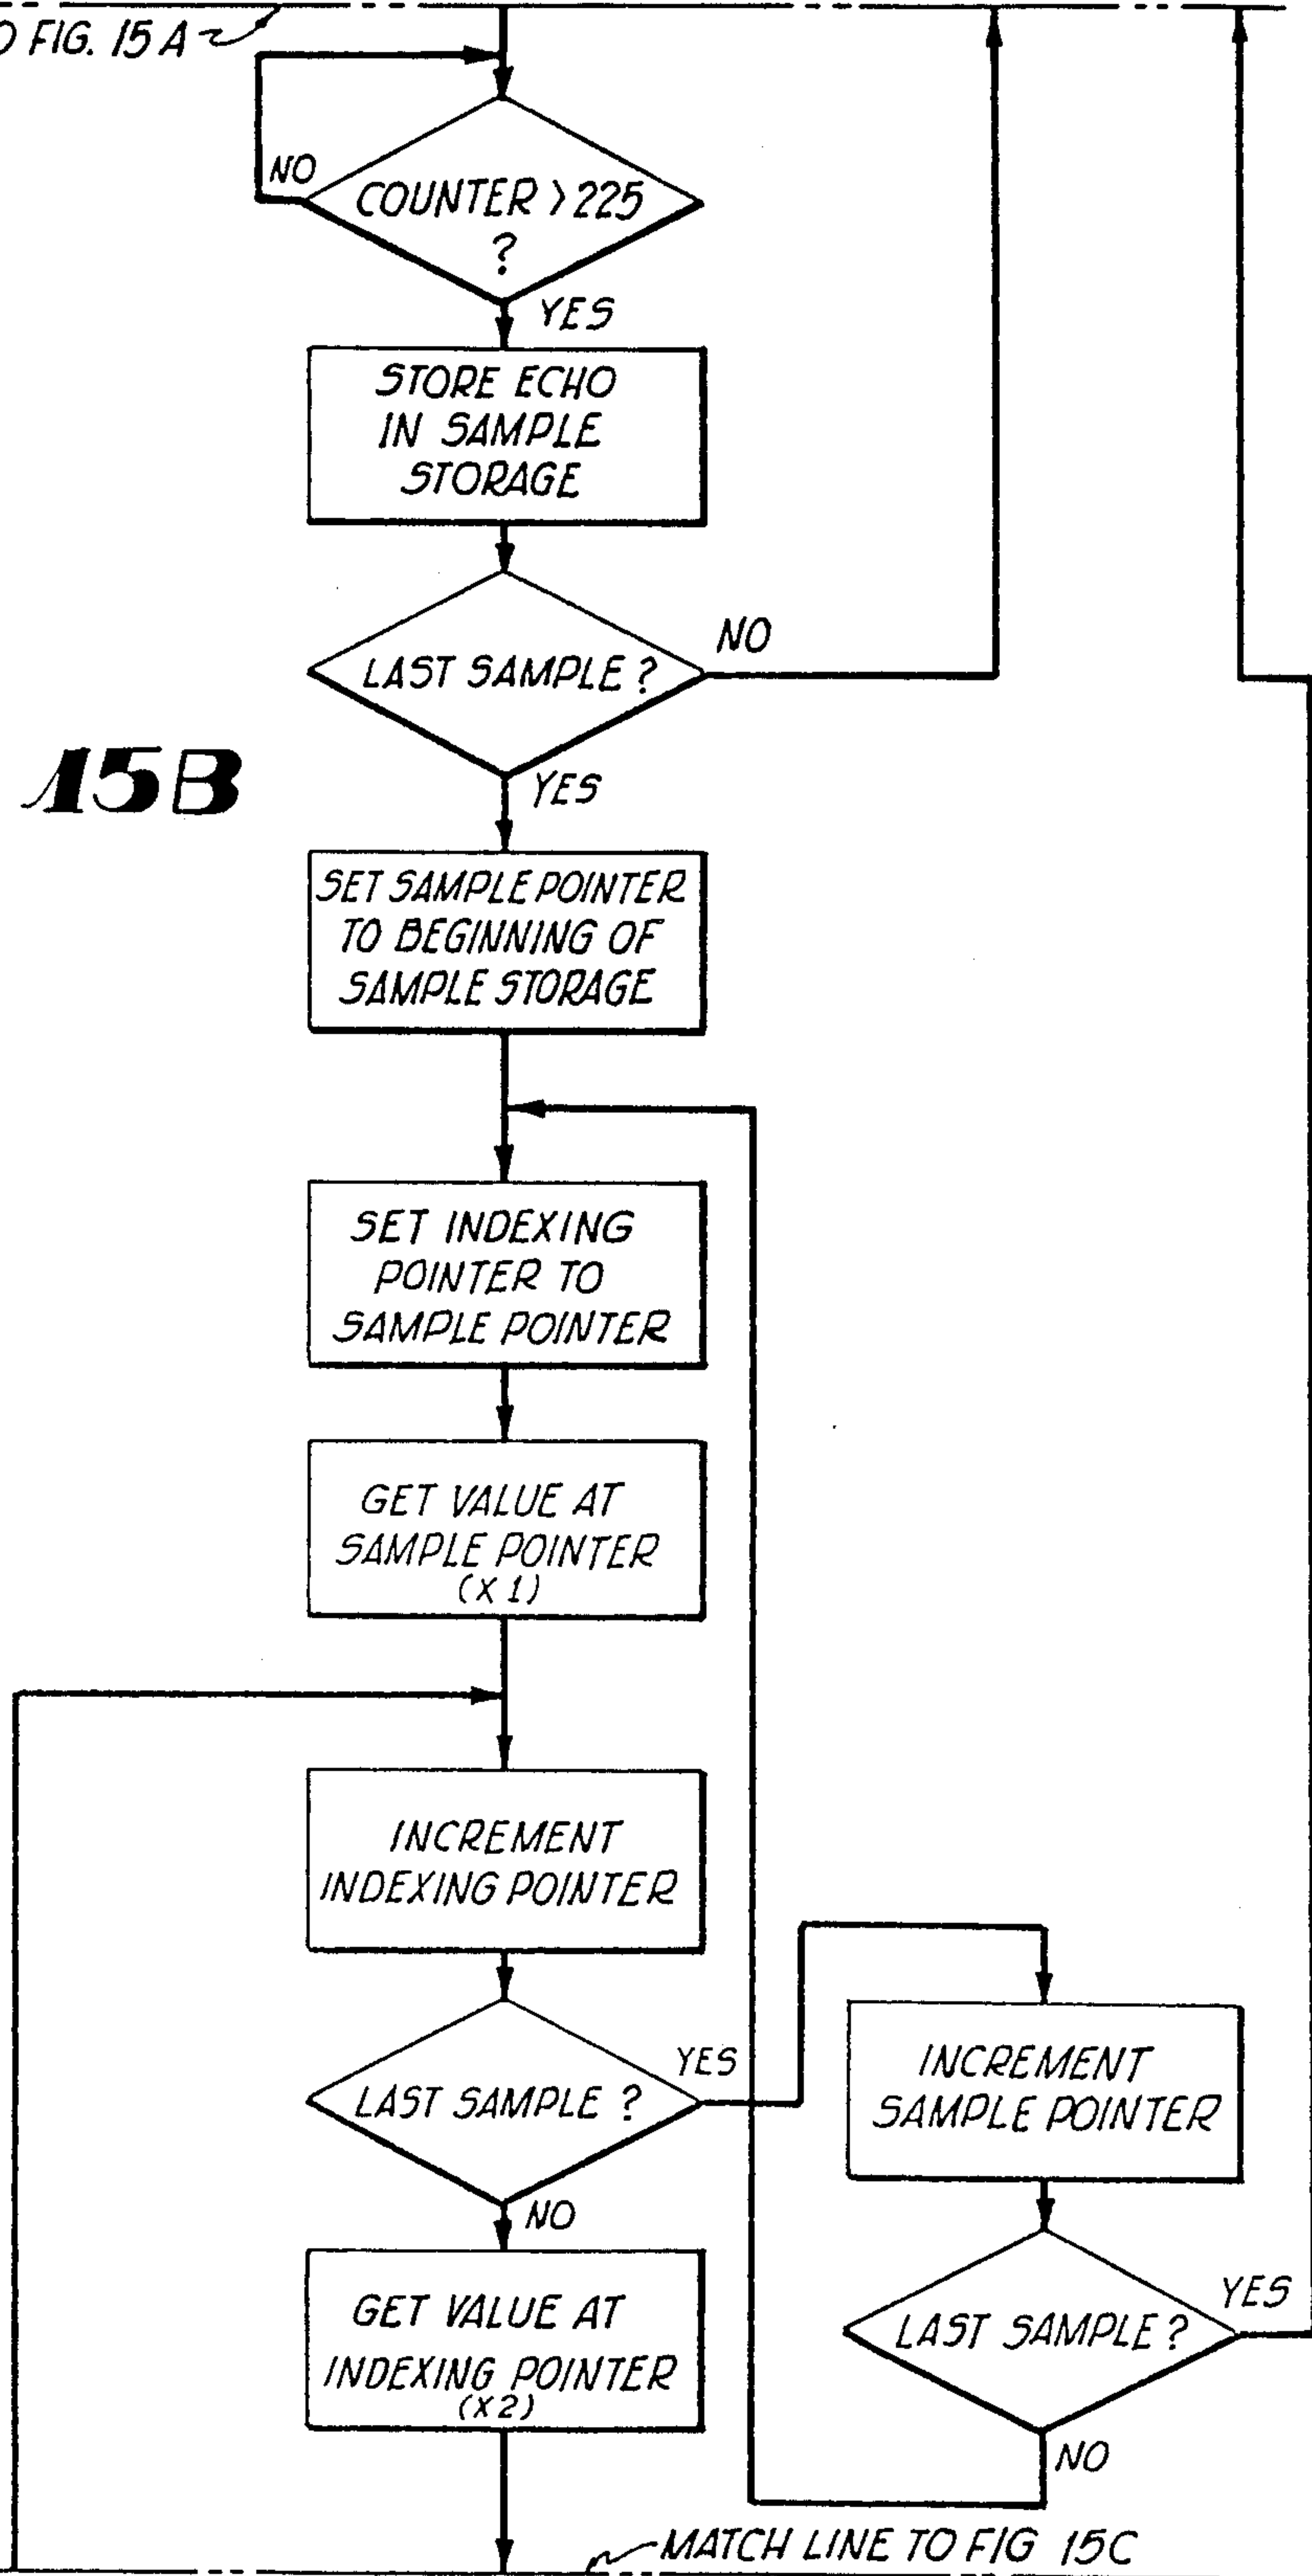 O FIG. 15A
NO
COUNTER > 225
?
YES
STORE ECHO
IN SAMPLE
STORAGE
LAST SAMPLE ?
NO
15B
YES
SET SAMPLE POINTER
TO BEGINNING OF
SAMPLE STORAGE
SET INDEXING
POINTER TO
SAMPLE POINTER
GET VALUE AT
SAMPLE POINTER
(X1)
INCREMENT
INDEXING POINTER
LAST SAMPLE ?
YES
INCREMENT
SAMPLE POINTER
NO
GET VALUE AT
INDEXING POINTER
(X2)
LAST SAMPLE ?
YES
NO
MATCH LINE TO FIG 15C